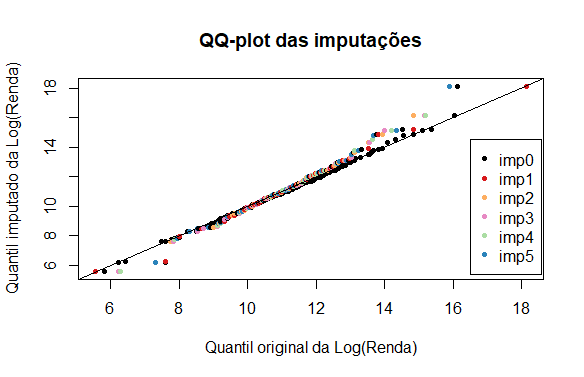 QQ-plot das imputações
Quantil imputado da Log(Renda)
18
14
10
8
6
imp0
imp1
imp2
imp3
imp4
imp5
6 8 10 12 14 16 18
Quantil original da Log(Renda)